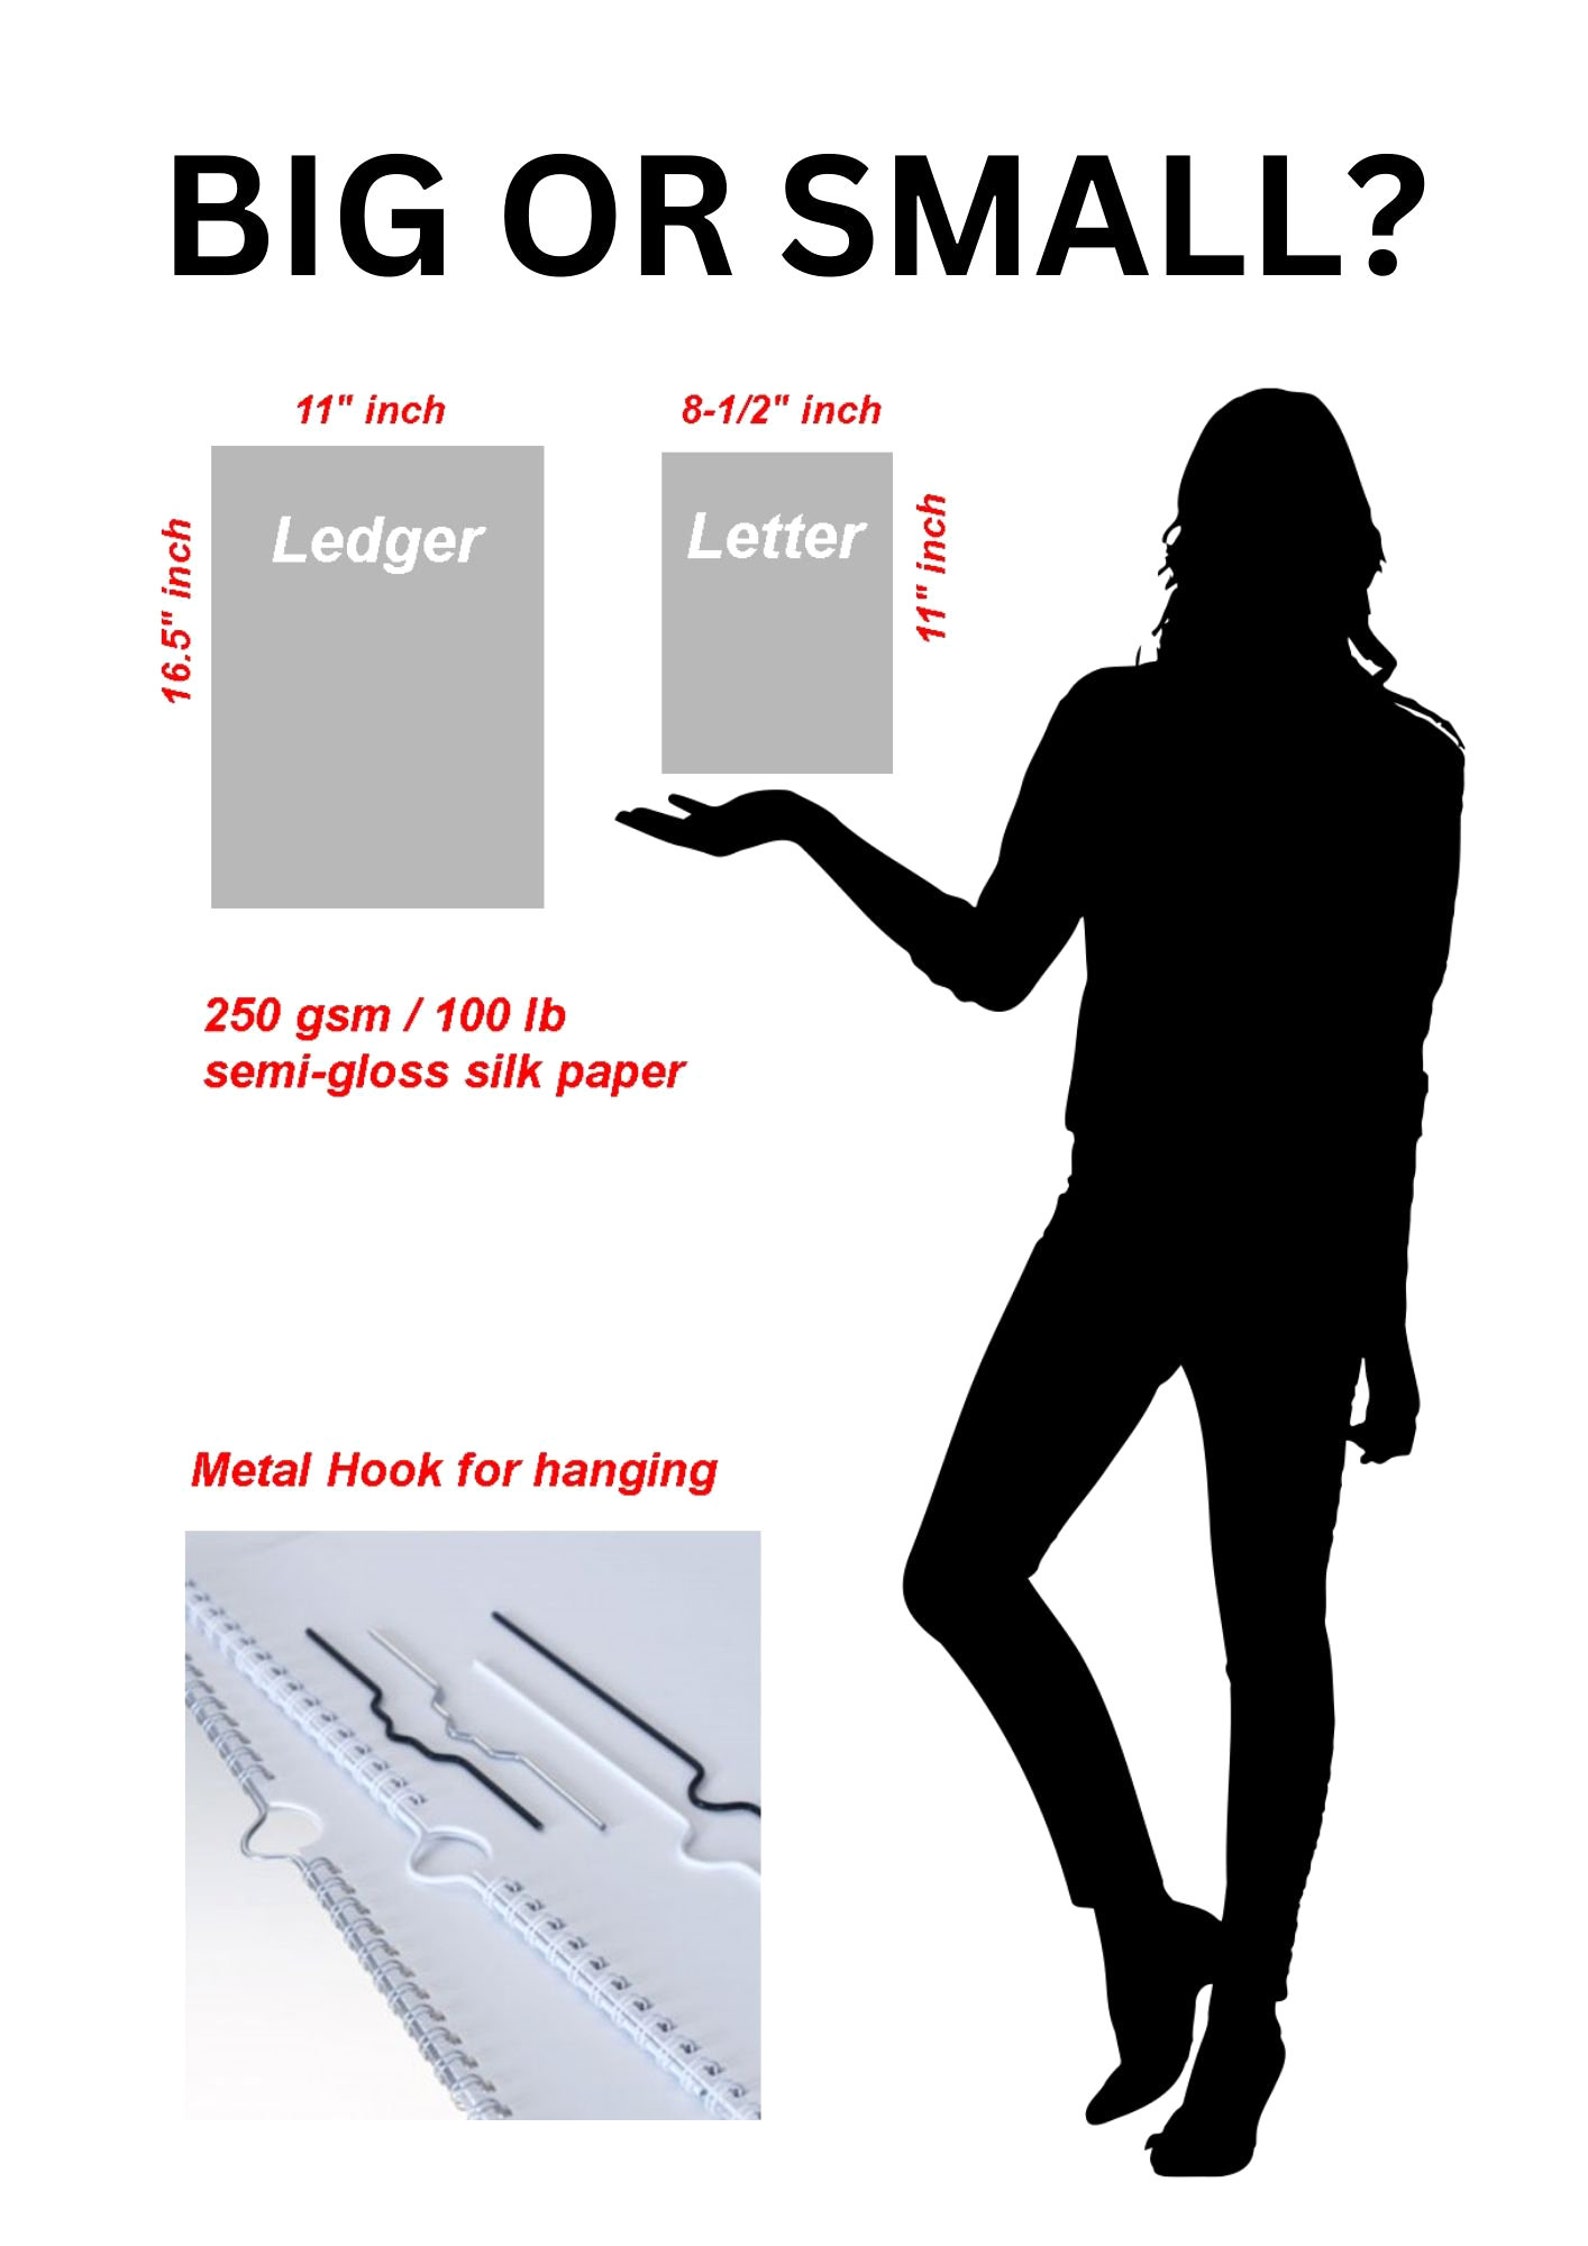 BIG OR SMALL?
11" inch
8-1/2" inch
16.5" inch
Ledger
Letter
11" inch
250 gsm / 100 lb
semi-gloss silk paper
Metal Hook for hanging